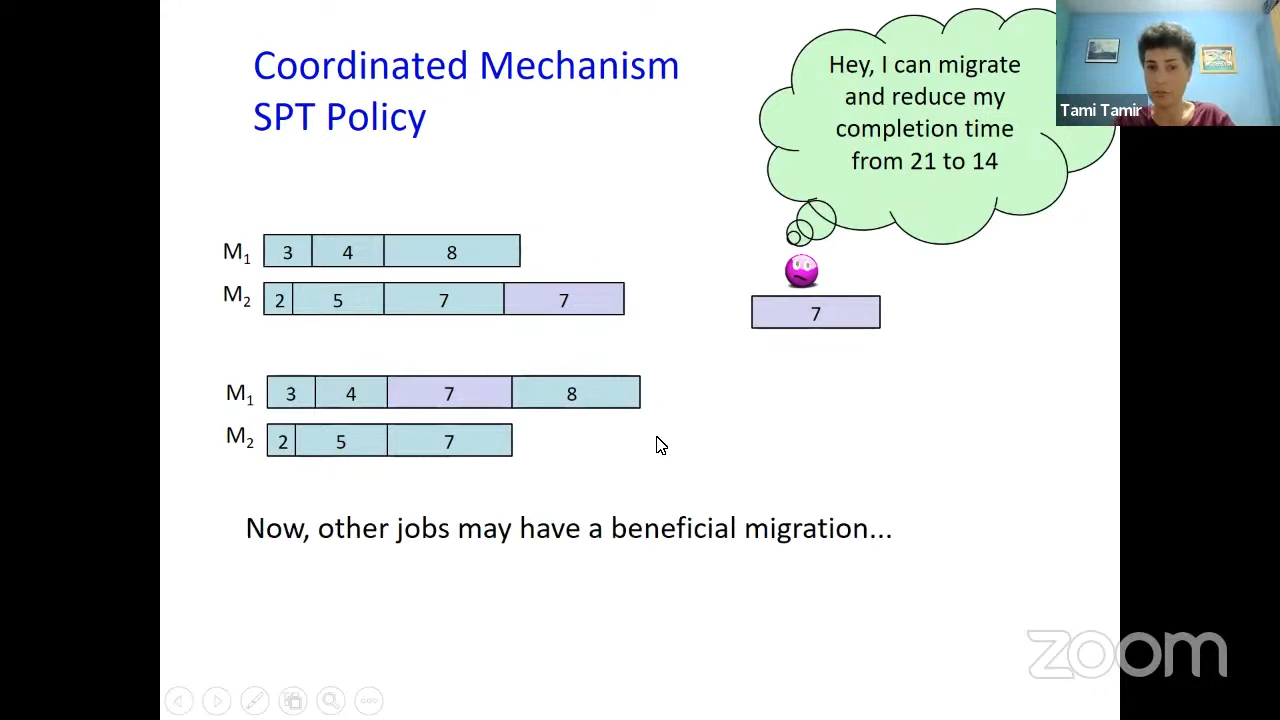 Coordinated Mechanism
SPT Policy
Hey, I can migrate
and reduce my
completion time
from 21 to 14
Tami Tamir
M1 3 4 8
M2 2 5 7 7
7
M1 3 4 7 8
M2 2 5 7
Now, other jobs may have a beneficial migration...
zoom